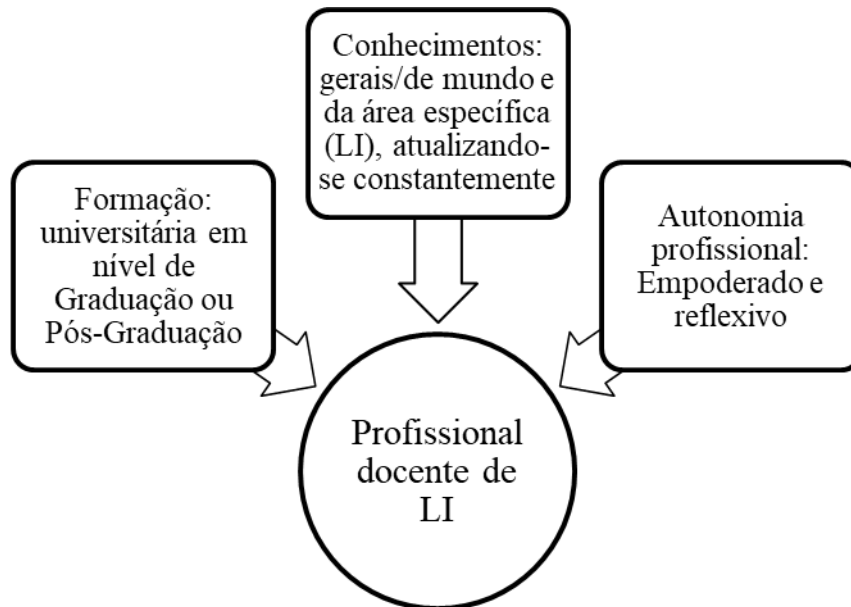 Conhecimentos:
gerais/de mundo e
da área específica
(LI), atualizando-
se constantemente
Formação:
universitária em
nível de
Graduação ou
Pós-Graduação
Autonomia
profissional:
Empoderado e
reflexivo
Profissional
docente de
LI